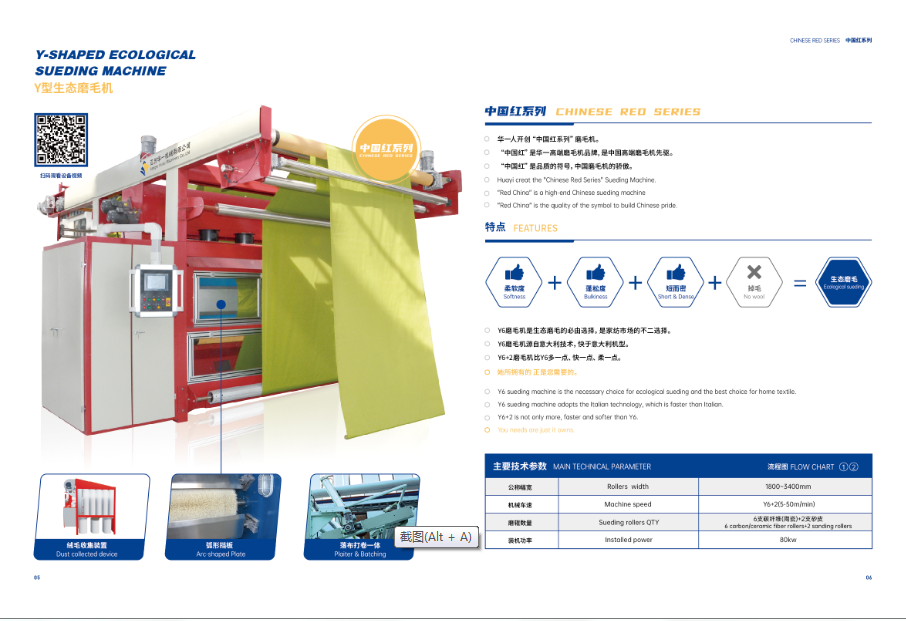 CHINESE RED SERIES 中国红系列
Y-SHAPED ECOLOGICAL
SUEDING MACHINE
Y型生态磨毛机
扫码观看设备视频
中国红系列
CHINESE RED SERIES
绒毛收集装置
Dust collected device
弧形挡板
Arc-shaped Plate
落布打卷一体
Plaiter & Batching
截图(Alt + A)
05
中国红系列 CHINESE RED SERIES
华一人开创“中国红系列”磨毛机。
“中国红”是华一高端磨毛机品牌,是中国高端磨毛机先驱。
“中国红”是品质的符号,中国磨毛机的骄傲。
Huayi creat the "Chinese Red Series" Sueding Machine.
"Red China" is a high-end Chinese sueding machine
"Red China" is the quality of the symbol to build Chinese pride.
特点 FEATURES
柔软度
Softness
蓬松度
Bulkiness
短而密
Short & Dense
掉毛
No wool
生态磨毛
Ecological sueding
Y6磨毛机是生态磨毛的必由选择,是家纺市场的不二选择。
Y6磨毛机源自意大利技术,快于意大利机型。
Y6+2磨毛机比Y6多一点、快一点、柔一点。
她所拥有的 正是您需要的。
Y6 sueding machine is the necessary choice for ecological sueding and the best choice for home textile.
Y6 sueding machine adopts the Italian technology, which is faster than Italian.
Y6+2 is not only more, faster and softer than Y6.
You needs are just it owns.
主要技术参数 MAIN TECHNICAL PARAMETER 流程图 FLOW CHART ①②
公称幅宽 Rollers width 1800~3400mm
机械车速 Machine speed Y6+2(5-50m/min)
磨辊数量 Sueding rollers QTY 6支碳纤维(陶瓷)+2支砂皮
6 carbon/ceramic fiber rollers+2 sanding rollers
装机功率 Installed power 80kw
06